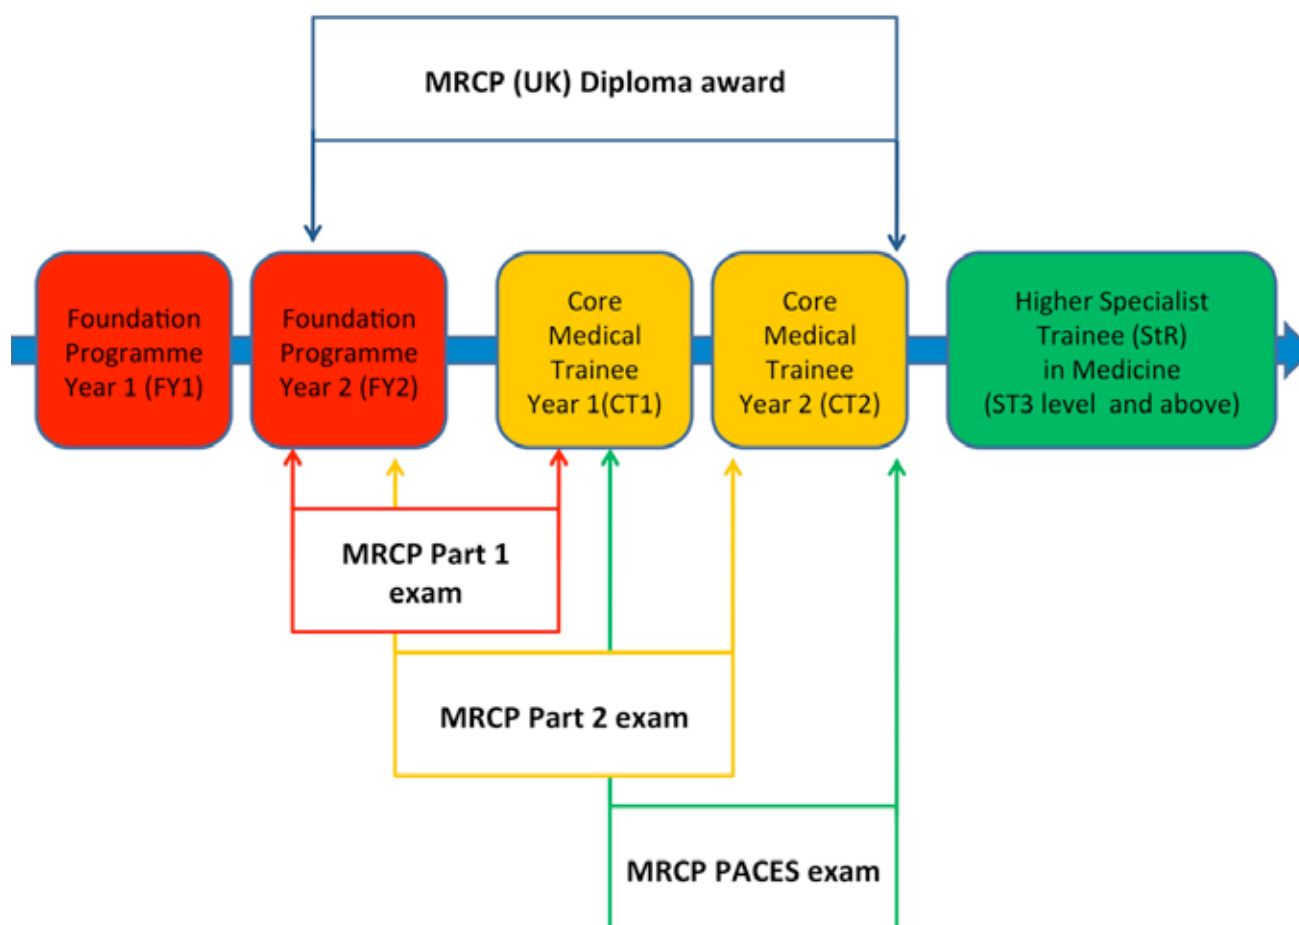 MRCP (UK) Diploma award
Foundation
Programme
Year 1 (FY1)
Foundation
Programme
Year 2 (FY2)
Core
Medical
Trainee
Year 1(CT1)
Core
Medical
Trainee
Year 2 (CT2)
Higher Specialist
Trainee (StR)
in Medicine
(ST3 level  and above)
MRCP Part 1
exam
MRCP Part 2 exam
MRCP PACES exam